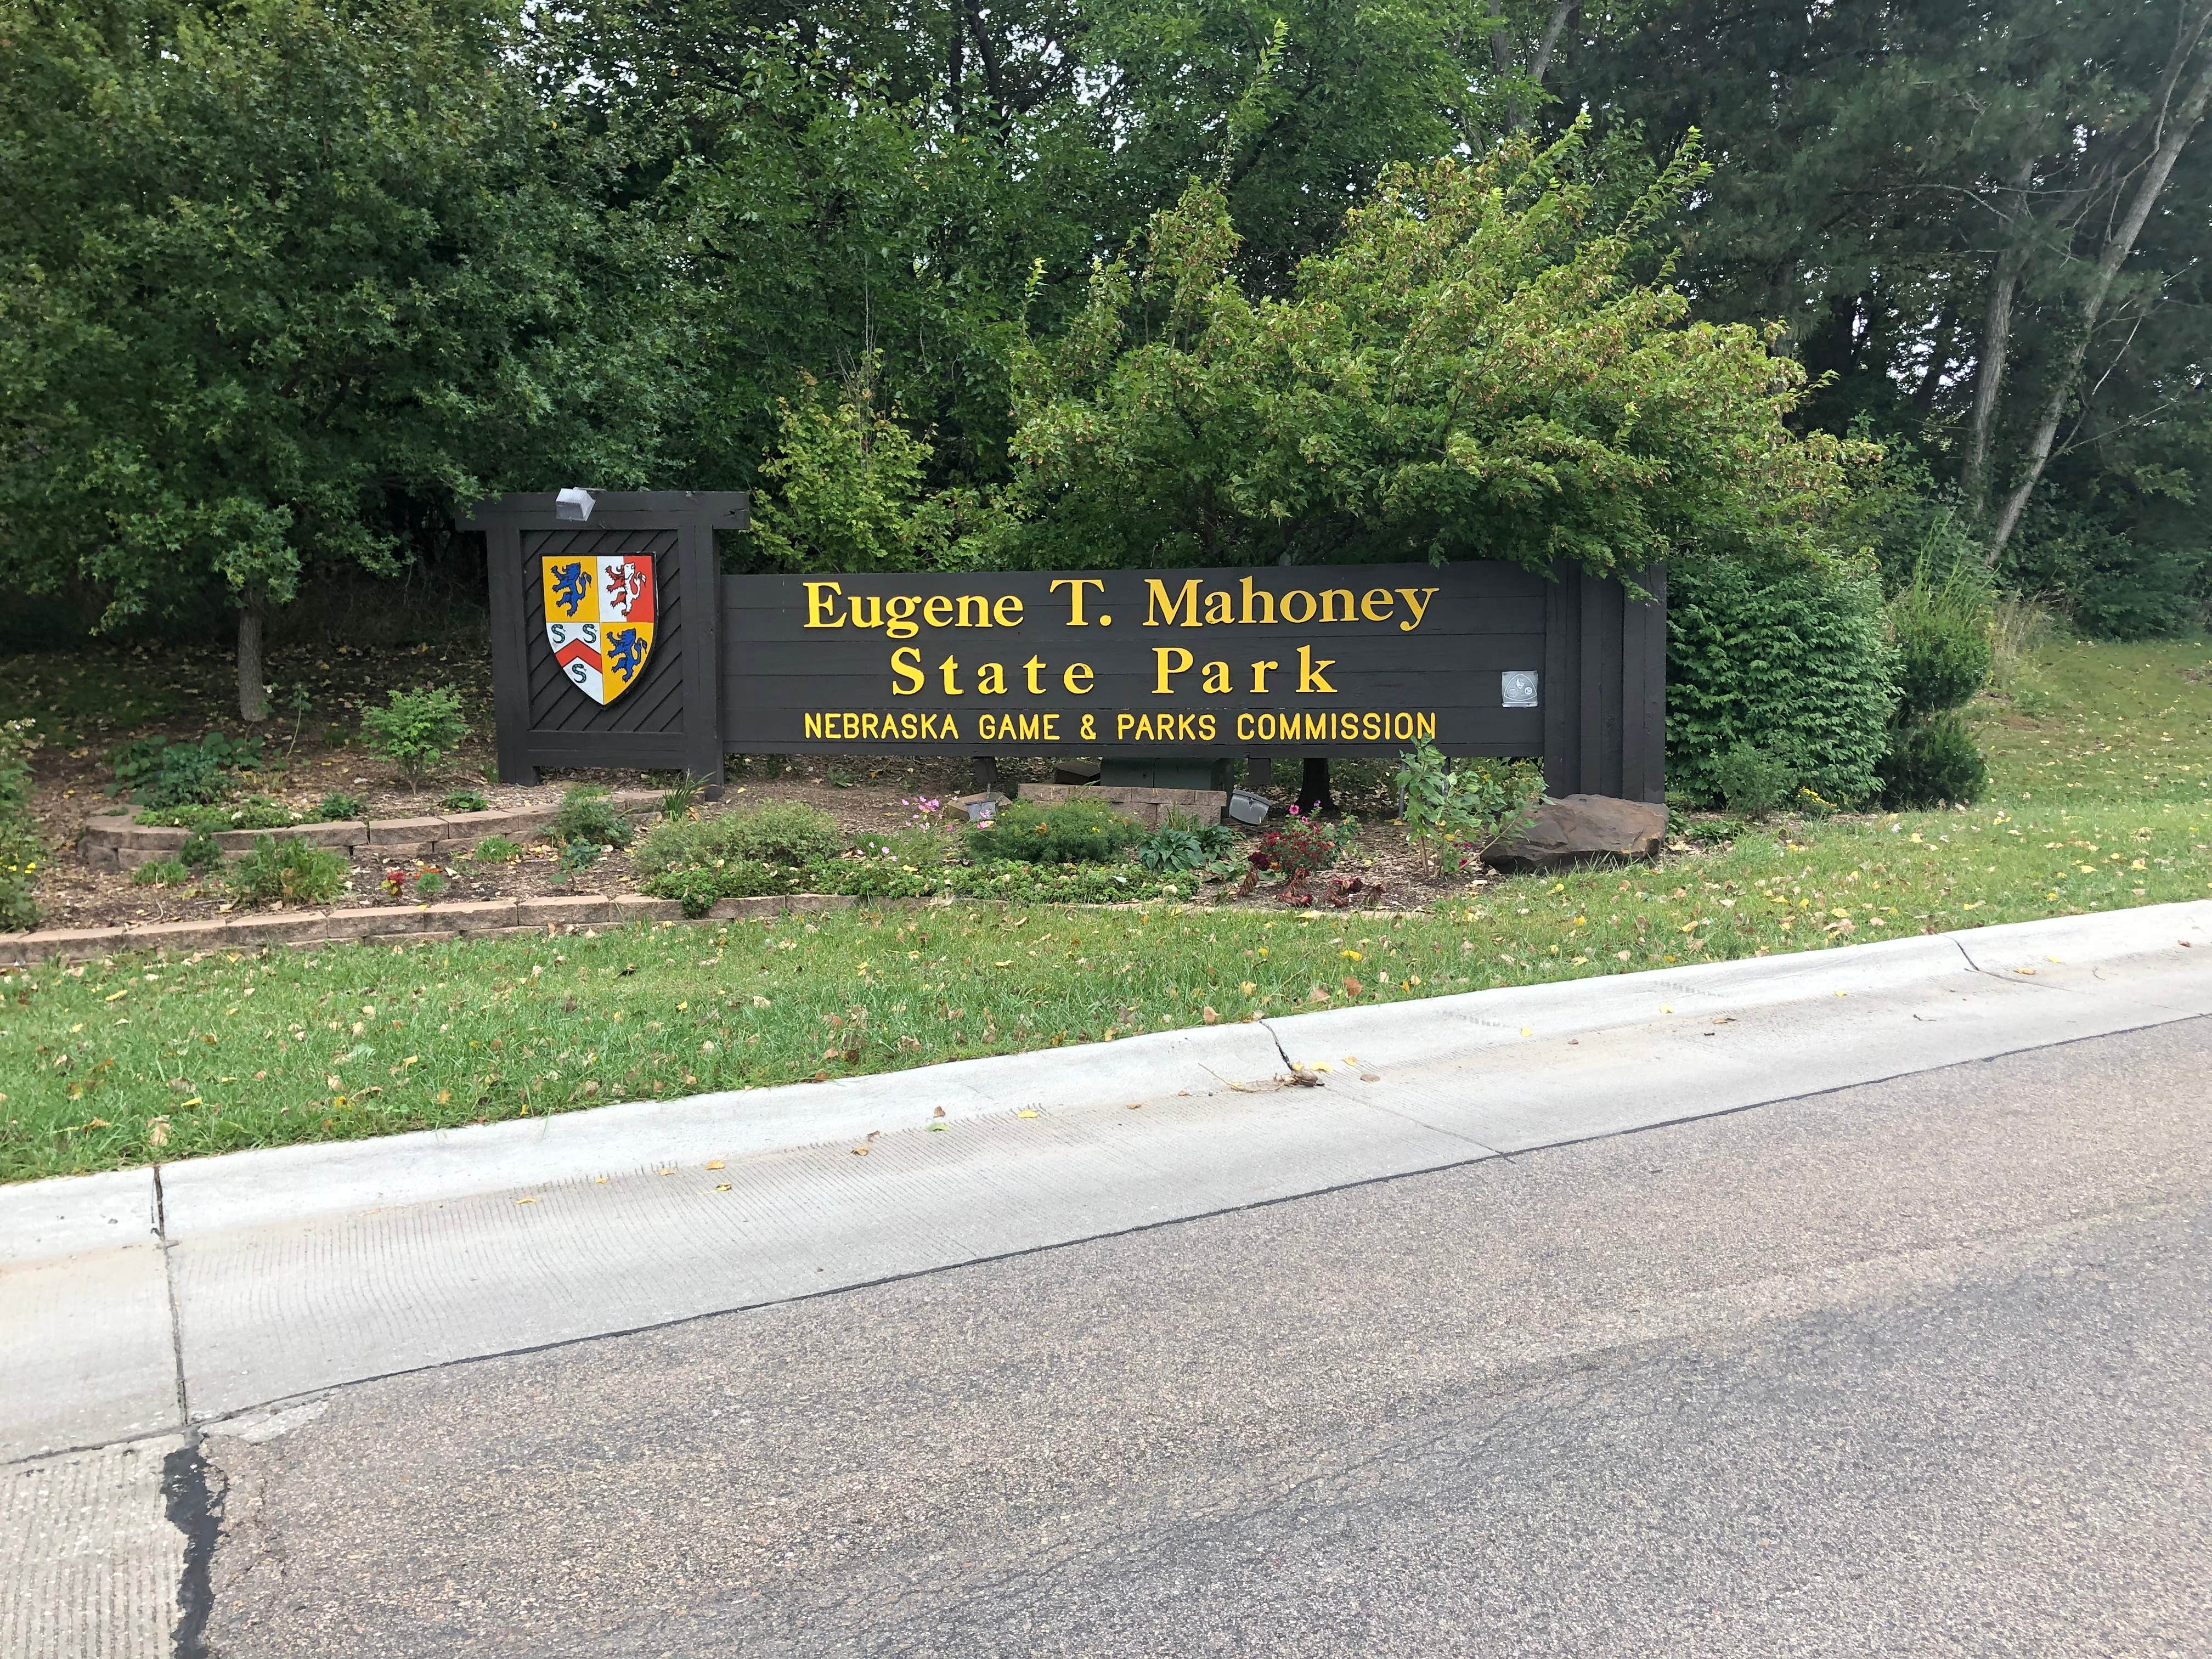 S S
S
Eugene T. Mahoney
State Park
NEBRASKA GAME & PARKS COMMISSION